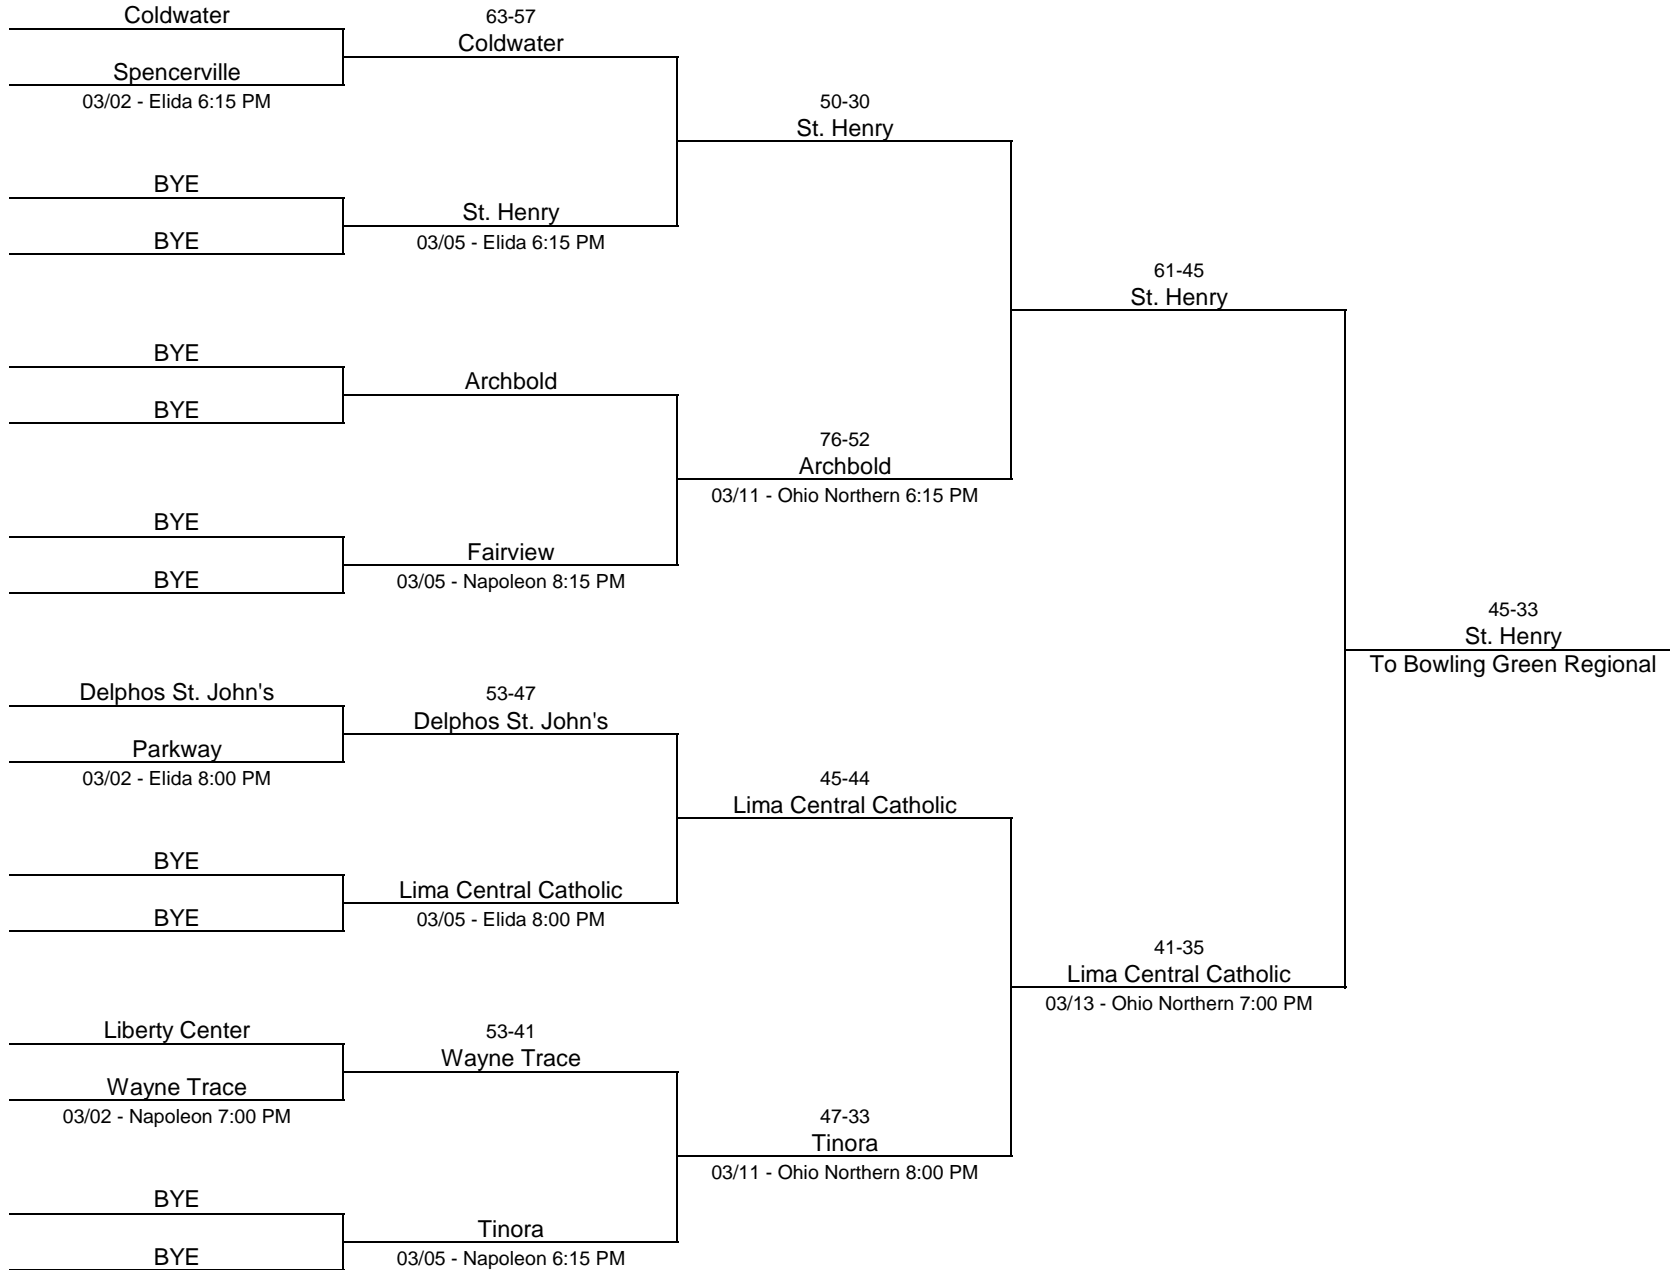 Coldwater
63-57
Coldwater
Spencerville
03/02 - Elida 6:15 PM
50-30
St. Henry
BYE
St. Henry
BYE
03/05 - Elida 6:15 PM
61-45
St. Henry
BYE
Archbold
BYE
76-52
Archbold
03/11 - Ohio Northern 6:15 PM
BYE
Fairview
BYE
03/05 - Napoleon 8:15 PM
45-33
St. Henry
To Bowling Green Regional
Delphos St. John's
53-47
Delphos St. John's
Parkway
03/02 - Elida 8:00 PM
45-44
Lima Central Catholic
BYE
Lima Central Catholic
BYE
03/05 - Elida 8:00 PM
41-35
Lima Central Catholic
03/13 - Ohio Northern 7:00 PM
Liberty Center
53-41
Wayne Trace
Wayne Trace
03/02 - Napoleon 7:00 PM
47-33
Tinora
03/11 - Ohio Northern 8:00 PM
BYE
Tinora
BYE
03/05 - Napoleon 6:15 PM